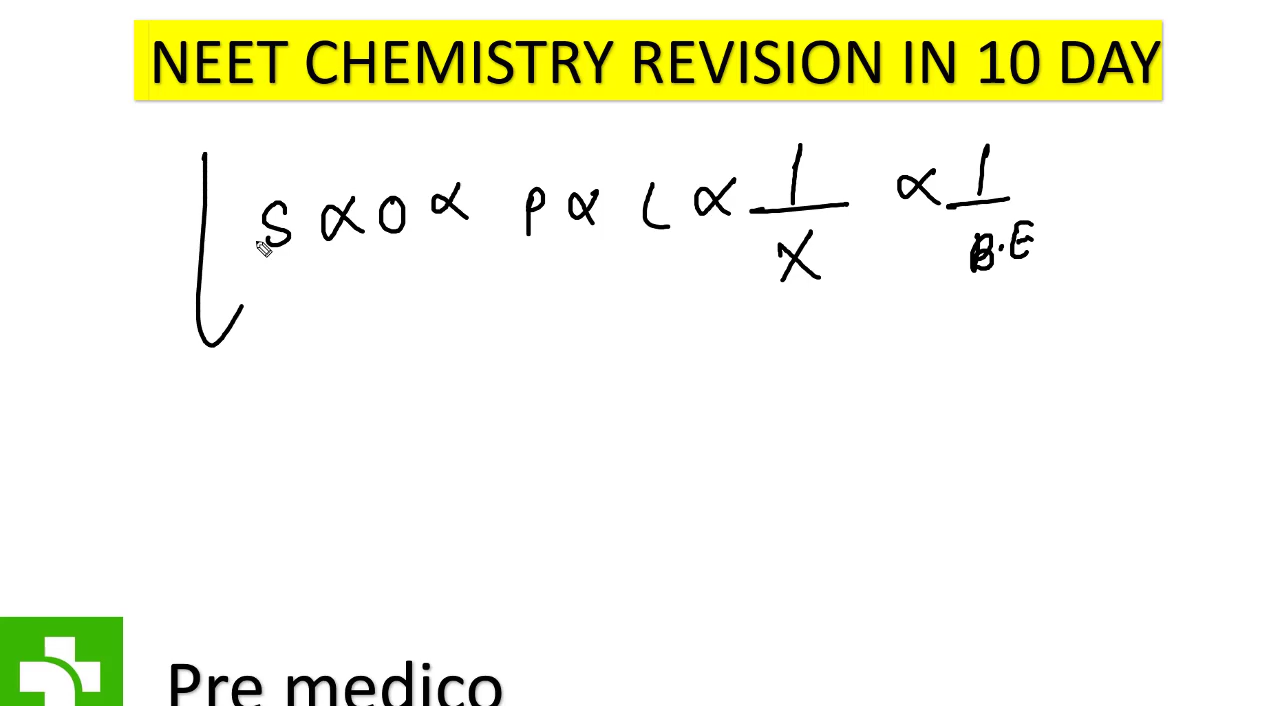 NEET CHEMISTRY REVISION IN 10 DAY
S ∝ O ∝ P ∝ L ∝ 1/X ∝ 1/B.E
Pre medico